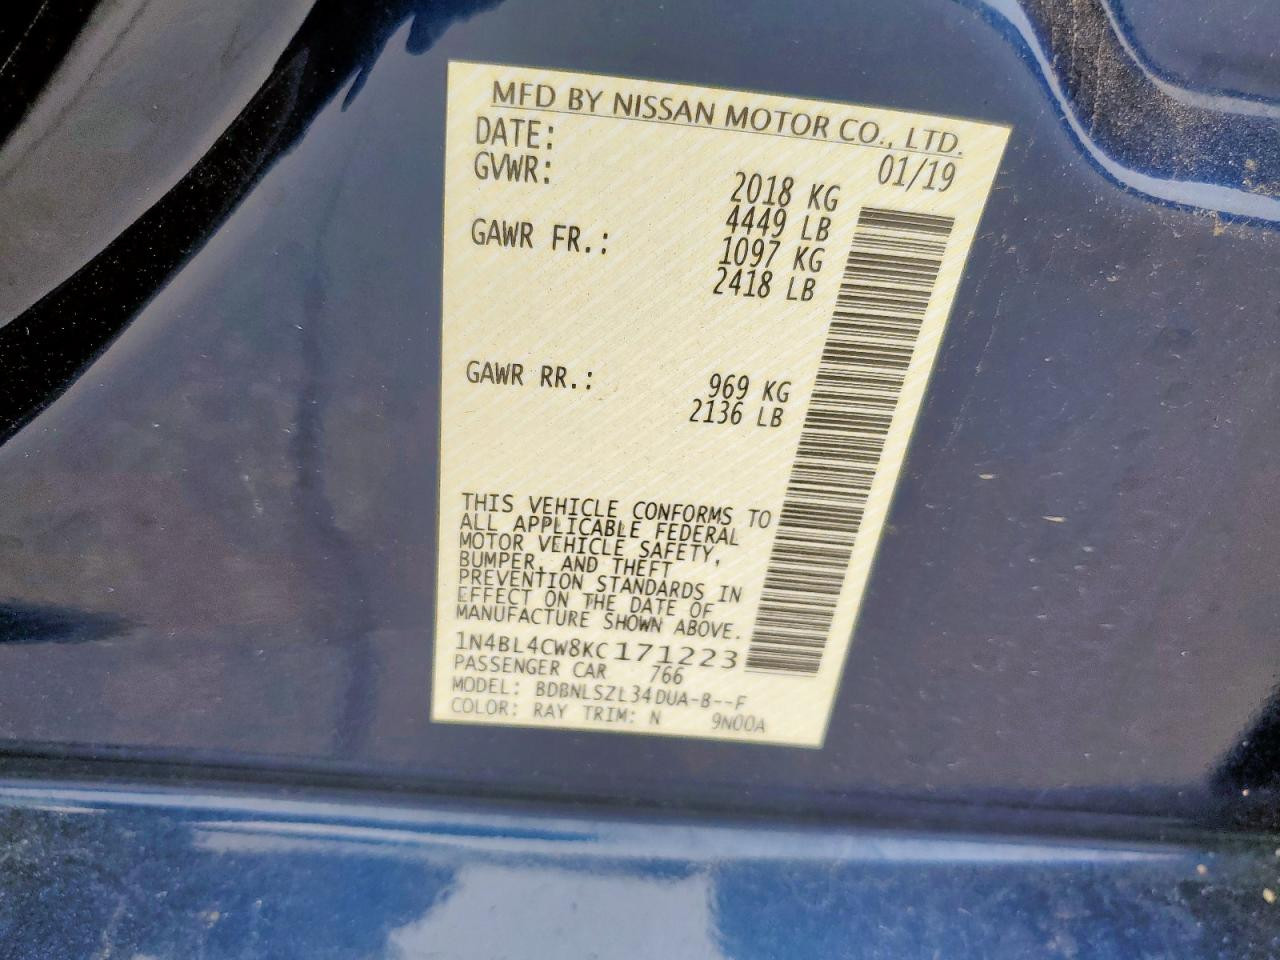 MFD BY NISSAN MOTOR CO., LTD.
DATE: 01/19
GVWR: 2018 KG
4449 LB
GAWR FR.: 1097 KG
2418 LB
GAWR RR.: 969 KG
2136 LB
THIS VEHICLE CONFORMS TO
ALL APPLICABLE FEDERAL
MOTOR VEHICLE SAFETY,
BUMPER, AND THEFT
PREVENTION STANDARDS IN
EFFECT ON THE DATE OF
MANUFACTURE SHOWN ABOVE.
1N4BL4CW8KC171223
PASSENGER CAR 766
MODEL: BDBNLSZL34DUA-B--F
COLOR: RAY TRIM: N 9N00A